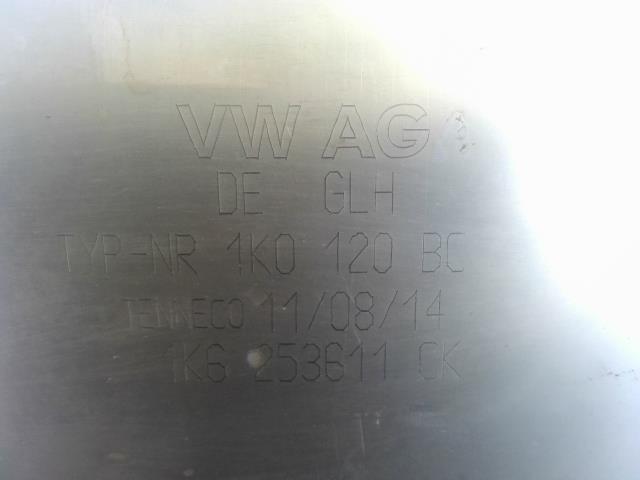 VW AG
DE GLH
TYP-NR 1K0 120 BC
TENNECO 11/08/14
1K6 253611 CK